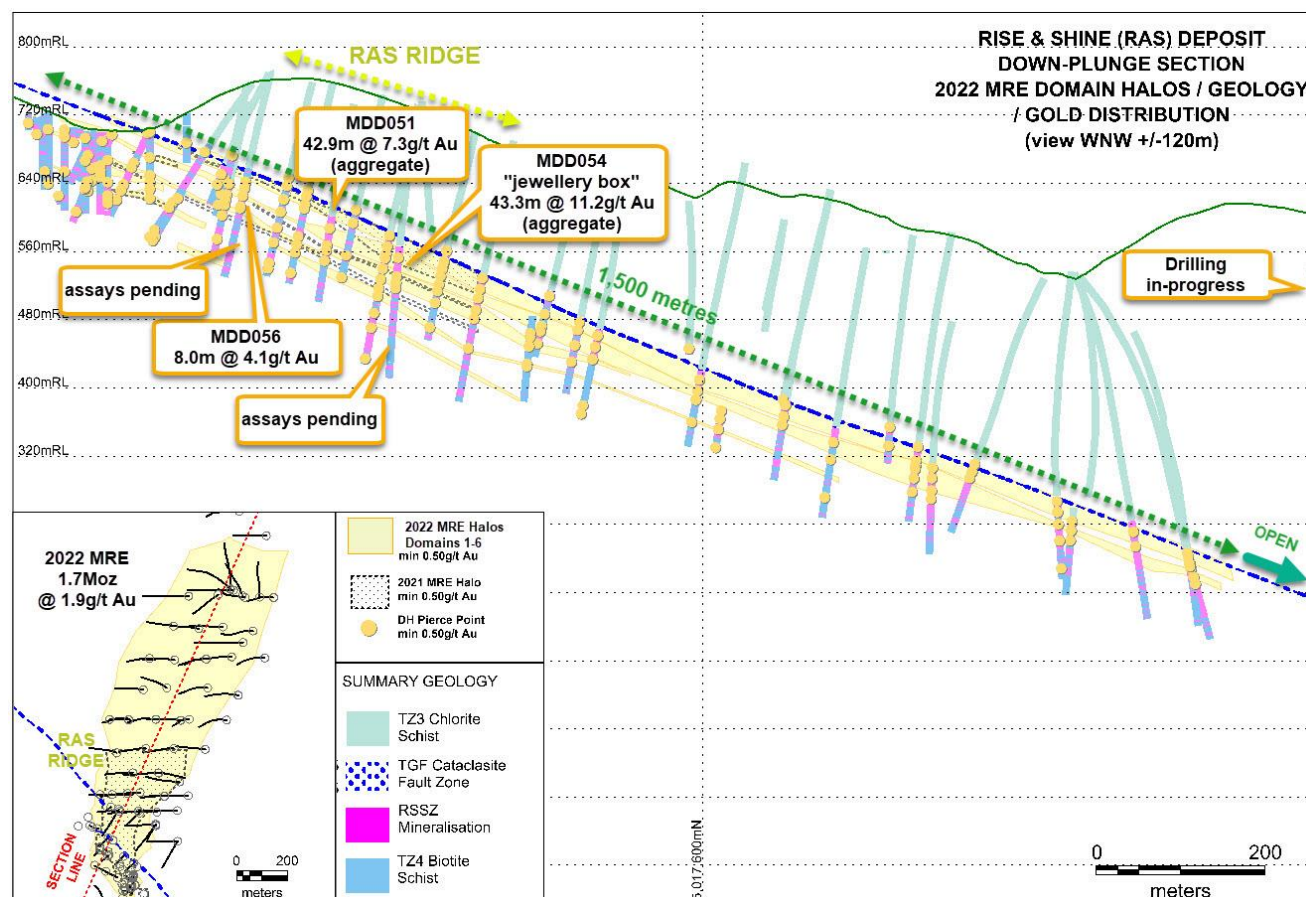 RISE & SHINE (RAS) DEPOSIT
DOWN-PLUNGE SECTION
2022 MRE DOMAIN HALOS / GEOLOGY
/ GOLD DISTRIBUTION
(view WNW +/-120m)
800mRL
720mRL
640mRL
560mRL
480mRL
400mRL
320mRL
RAS RIDGE
MDD051
42.9m @ 7.3g/t Au
(aggregate)
MDD054
"jewellery box"
43.3m @ 11.2g/t Au
(aggregate)
assays pending
MDD056
8.0m @ 4.1g/t Au
assays pending
1,500 metres
Drilling
in-progress
OPEN
2022 MRE
1.7Moz
@ 1.9g/t Au
RAS
RIDGE
SECTION
LINE
0 200
meters
2022 MRE Halos
Domains 1-6
min 0.50g/t Au
2021 MRE Halo
min 0.50g/t Au
DH Pierce Point
min 0.50g/t Au
SUMMARY GEOLOGY
TZ3 Chlorite
Schist
TGF Cataclasite
Fault Zone
RSSZ
Mineralisation
TZ4 Biotite
Schist
5,017,600mN
0 200
meters